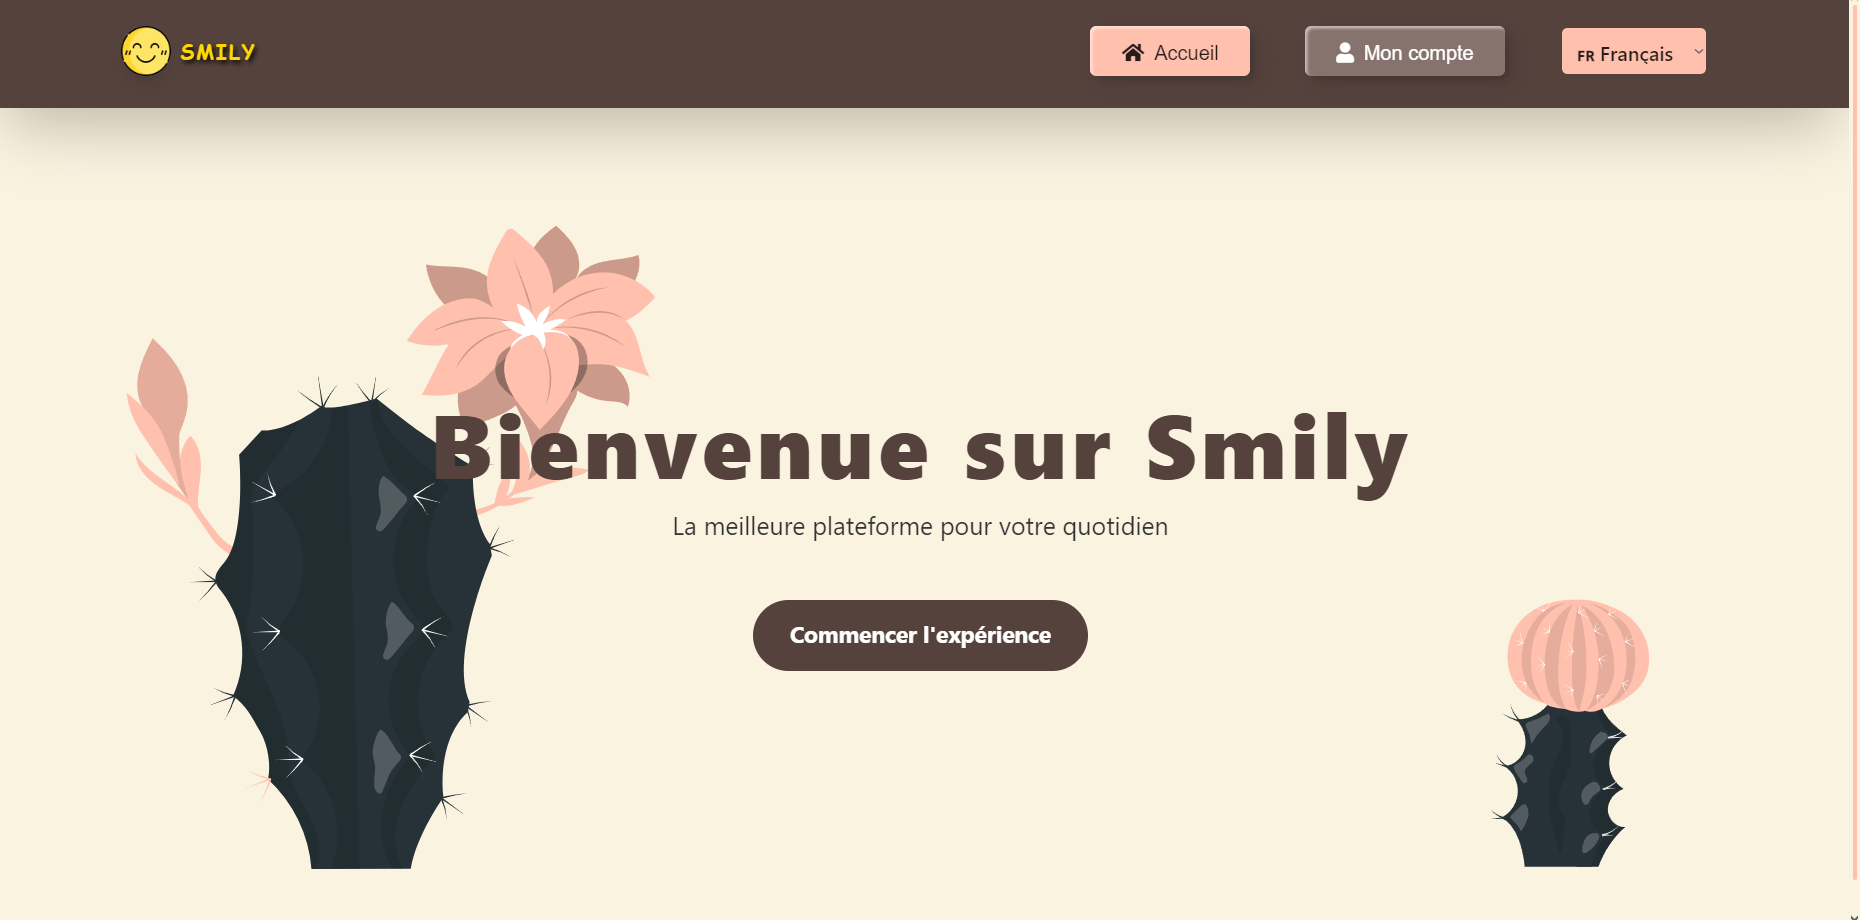 SMILY
Accueil
Mon compte
FR Français
Bienvenue sur Smily
La meilleure plateforme pour votre quotidien
Commencer l'expérience